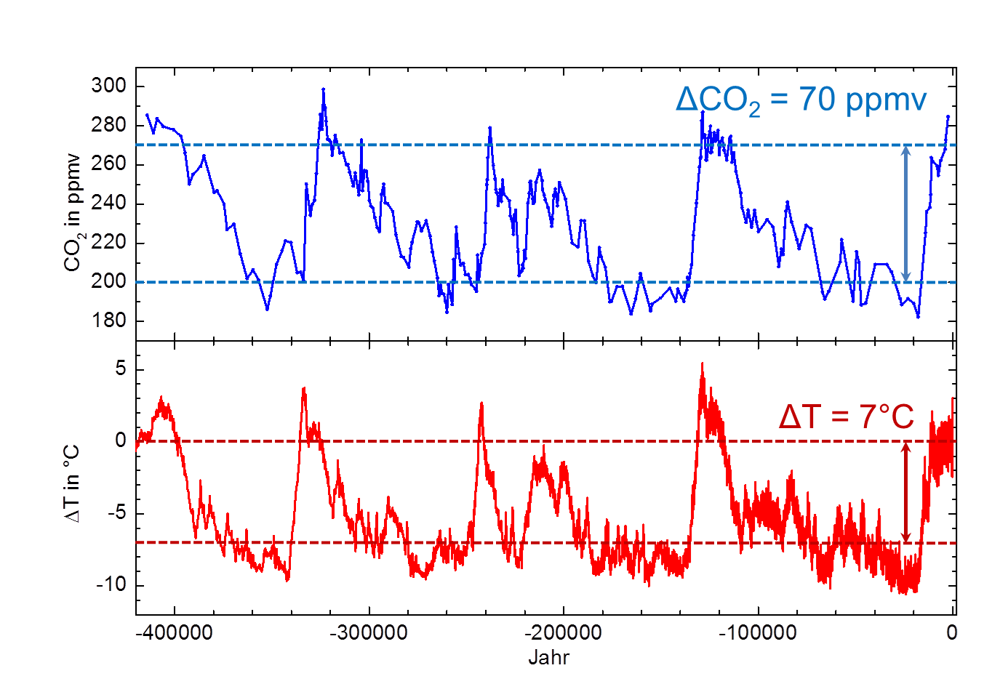 300
280
260
240
220
200
180
CO₂ in ppmv
ΔCO₂ = 70 ppmv
5
0
-5
-10
ΔT in °C
ΔT = 7°C
-400000 -300000 -200000 -100000 0
Jahr